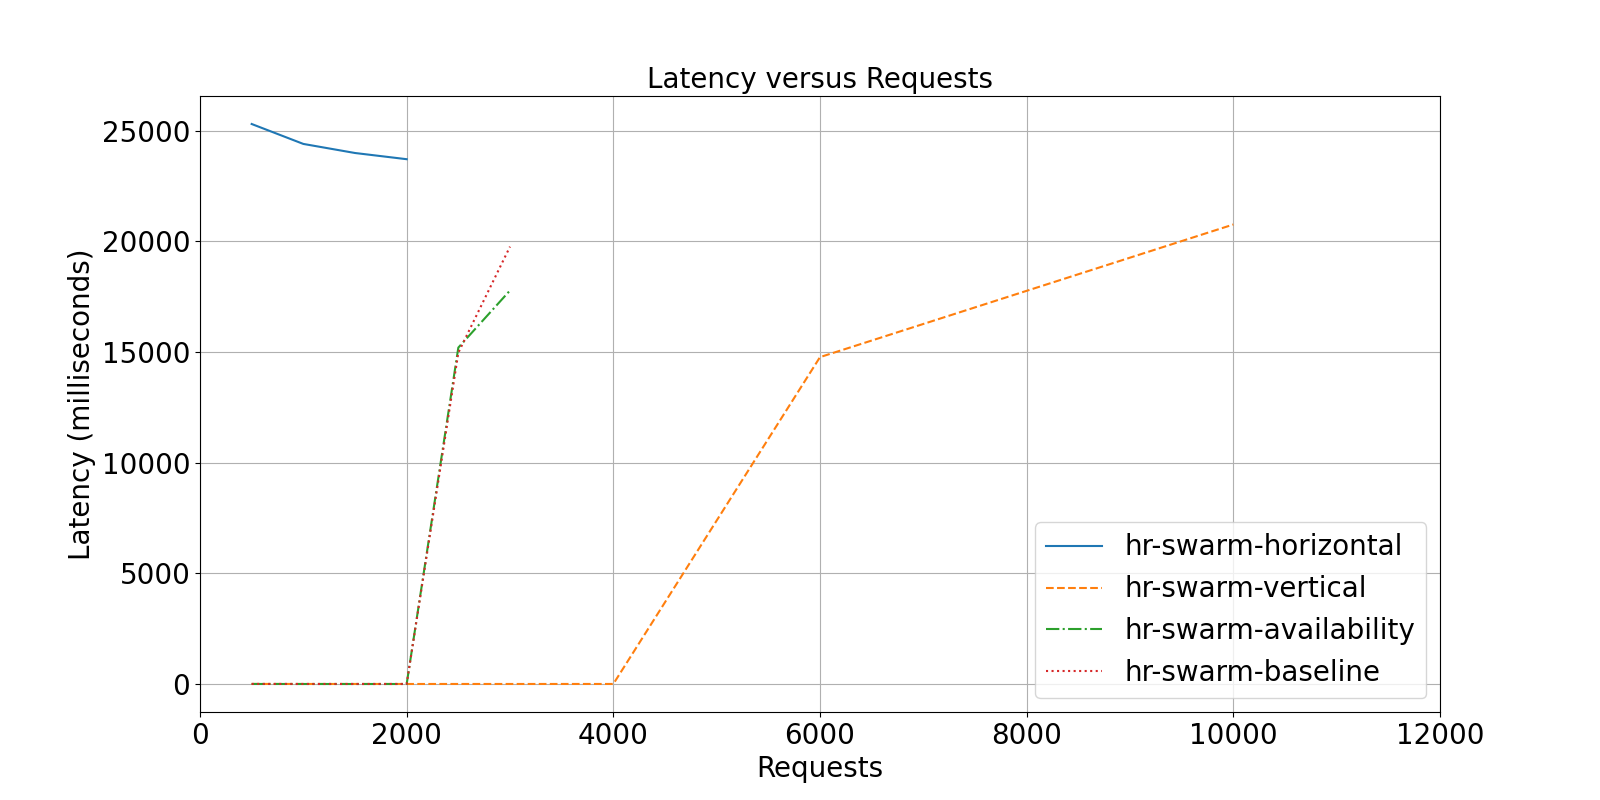 Latency versus Requests
Latency (milliseconds)
25000
20000
15000
10000
5000
0
0 2000 4000 6000 8000 10000 12000
Requests
hr-swarm-horizontal
hr-swarm-vertical
hr-swarm-availability
hr-swarm-baseline